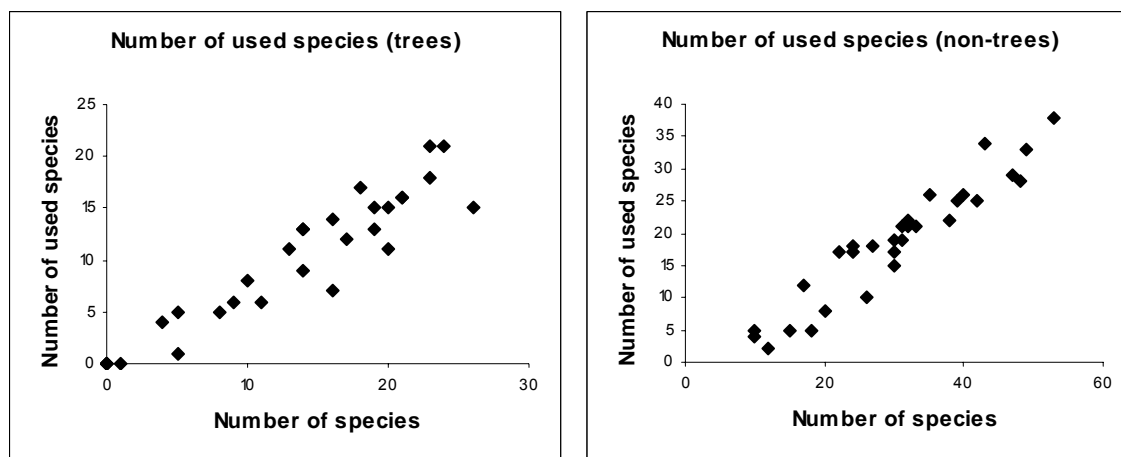 Number of used species (trees)
Number of used species
25
20
15
10
5
0
0 10 20 30
Number of species
Number of used species (non-trees)
Number of used species
40
35
30
25
20
15
10
5
0
0 20 40 60
Number of species